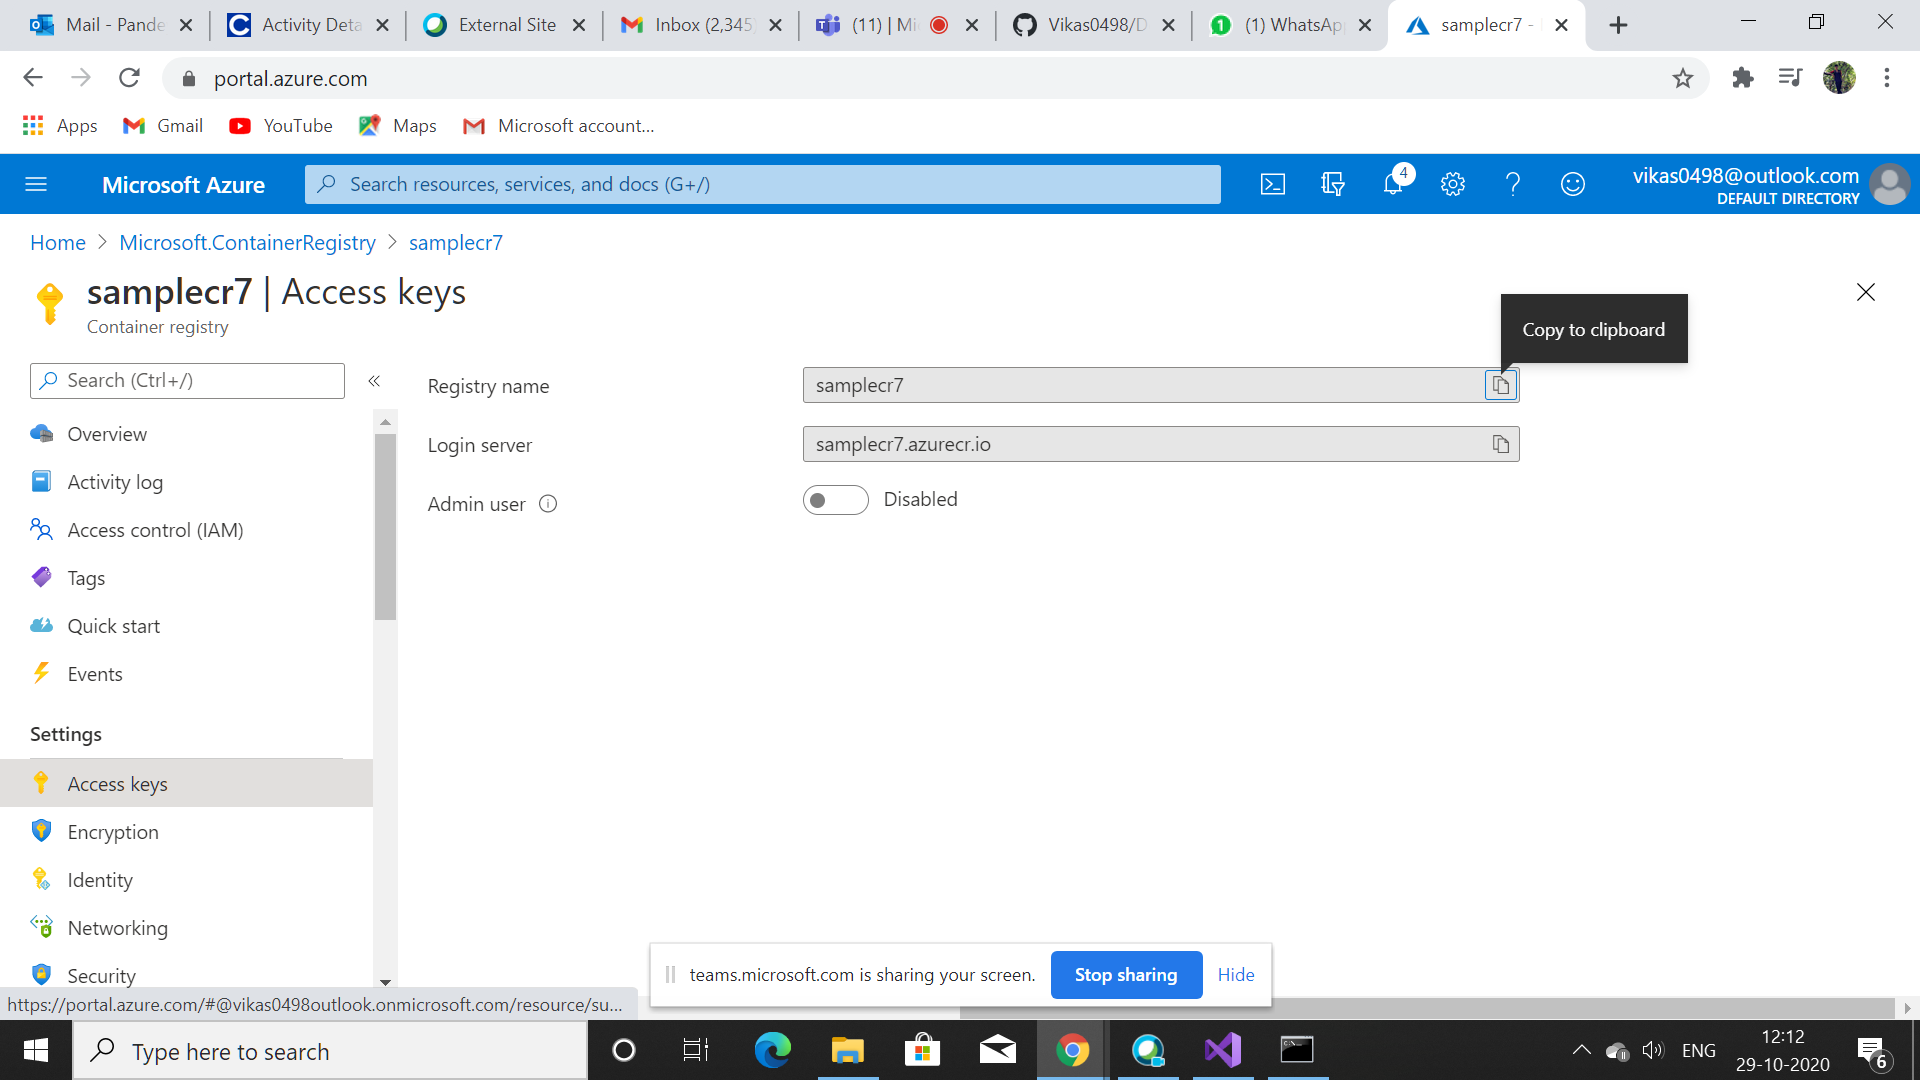 Mail - Pande
Activity Deta
External Site
Inbox (2,345)
(11) | Mi
Vikas0498/D
(1) WhatsAp
samplecr7 -
portal.azure.com
Apps
Gmail
YouTube
Maps
Microsoft account...
Microsoft Azure
Search resources, services, and docs (G+/)
4
vikas0498@outlook.com
DEFAULT DIRECTORY
Home > Microsoft.ContainerRegistry > samplecr7
samplecr7 | Access keys
Container registry
Copy to clipboard
Search (Ctrl+/)
«
Overview
Activity log
Access control (IAM)
Tags
Quick start
Events
Settings
Access keys
Encryption
Identity
Networking
Security
Registry name
samplecr7
Login server
samplecr7.azurecr.io
Admin user
Disabled
teams.microsoft.com is sharing your screen.
Stop sharing
Hide
https://portal.azure.com/#@vikas0498outlook.onmicrosoft.com/resource/su...
Type here to search
ENG
12:12
29-10-2020
6